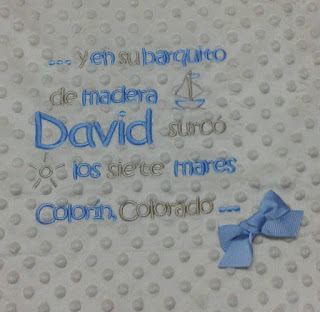 ... y en su barquito
de madera
David surcó
los siete mares
Colorín, Colorado ...